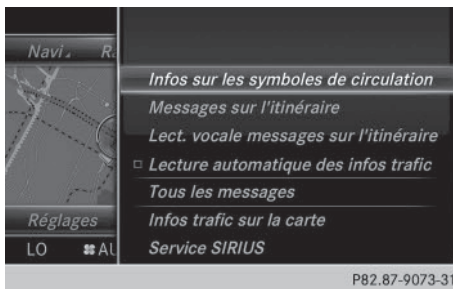 Navi
Infos sur les symboles de circulation
Messages sur l'itinéraire
Lect. vocale messages sur l'itinéraire
Lecture automatique des infos trafic
Tous les messages
Réglages
Infos trafic sur la carte
LO
Service SIRIUS
P82.87-9073-31